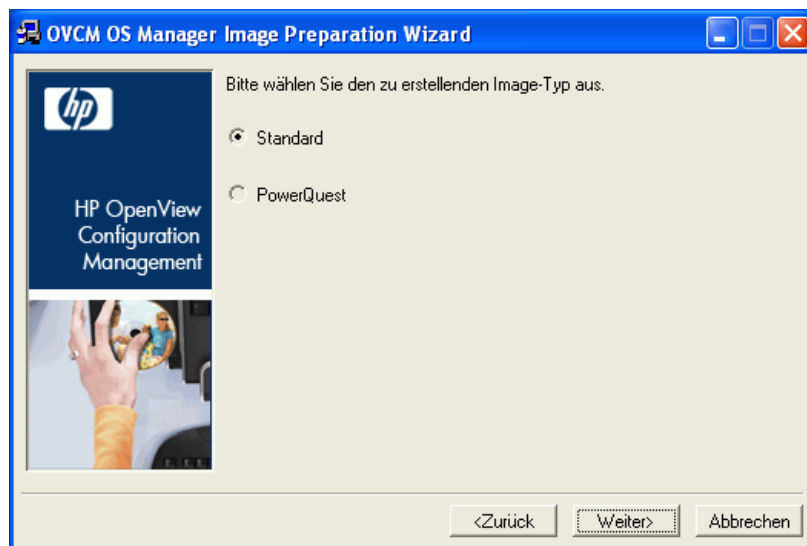 OVCM OS Manager Image Preparation Wizard
hp
HP OpenView
Configuration
Management
Bitte wählen Sie den zu erstellenden Image-Typ aus.
Standard
PowerQuest
<Zurück
Weiter>
Abbrechen